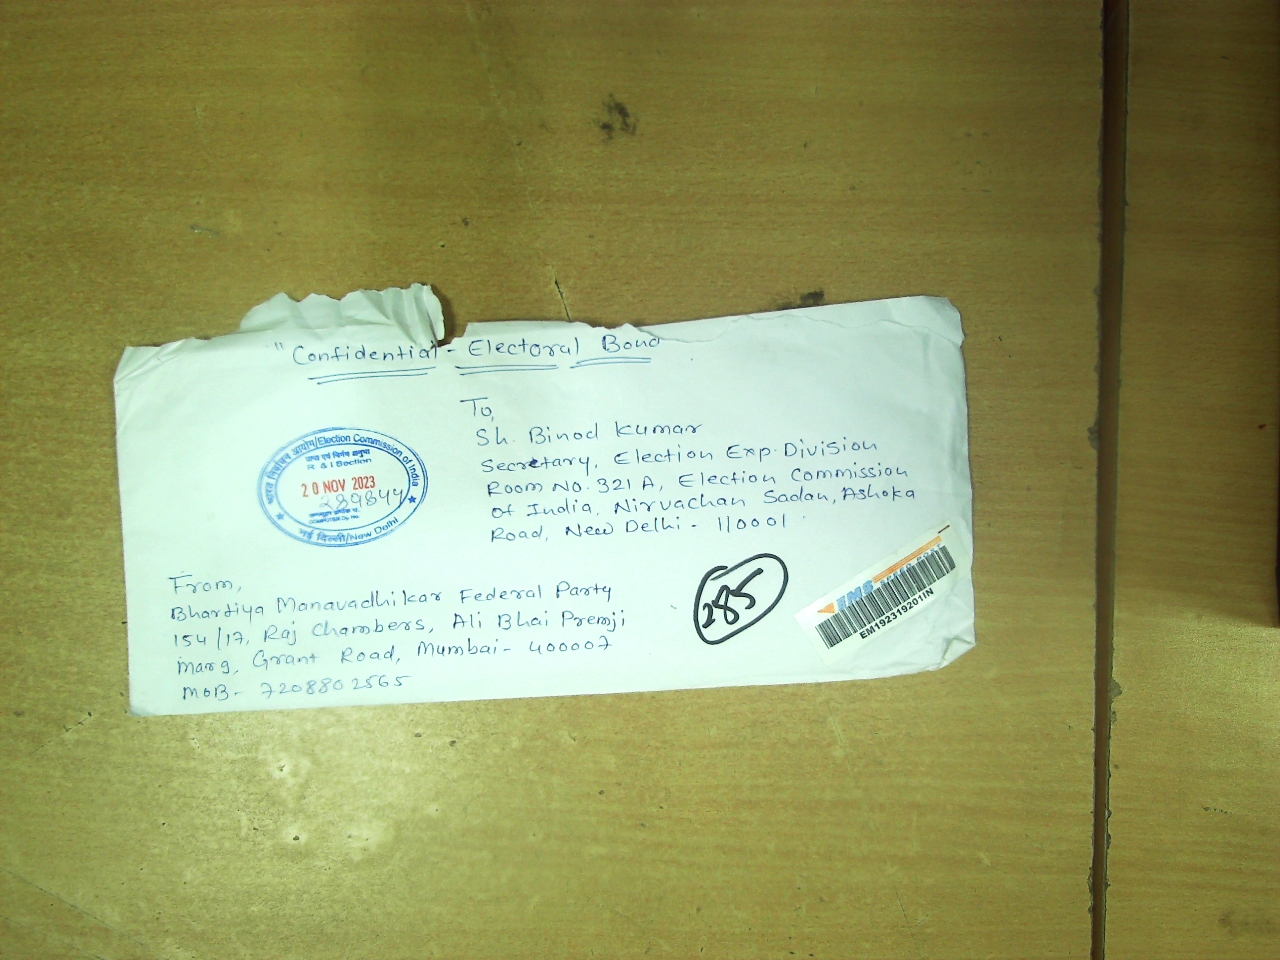 "Confidential - Electoral Bond
To,
Sh. Binod Kumar
Secretary, Election Exp. Division
Room No. 321 A, Election Commission
of India, Nirvachan Sadan, Ashoka
Road, New Delhi - 110001
भारत निर्वाचन आयोग/Election Commission of India
R & I Section
20 NOV 2023
289844
नई दिल्ली/New Delhi
From,
Bhartiya Manavadhikar Federal Party
154/17, Raj Chambers, Ali Bhai Premji
Marg, Grant Road, Mumbai - 400007
MOB - 7208802565
285
EMS SPEED POST
EM192319201IN